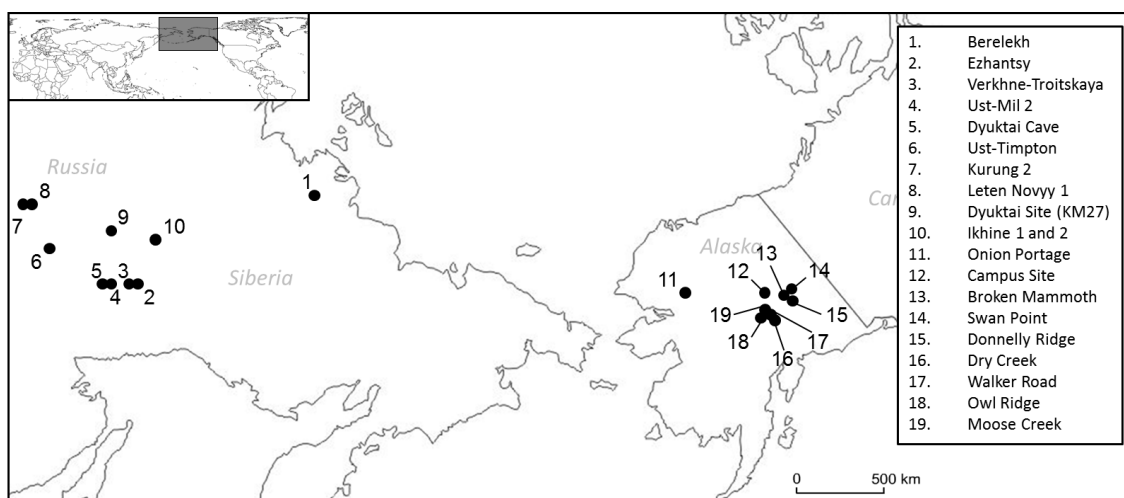 1. Berelekh
2. Ezhantsy
3. Verkhne-Troitskaya
4. Ust-Mil 2
5. Dyuktai Cave
6. Ust-Timpton
7. Kurung 2
8. Leten Novyy 1
9. Dyuktai Site (KM27)
10. Ikhine 1 and 2
11. Onion Portage
12. Campus Site
13. Broken Mammoth
14. Swan Point
15. Donnelly Ridge
16. Dry Creek
17. Walker Road
18. Owl Ridge
19. Moose Creek
Russia
1
8
7
9
10
6
5
3
4
2
Siberia
Alaska
Can
13
14
12
11
15
19
18
17
16
0
500 km